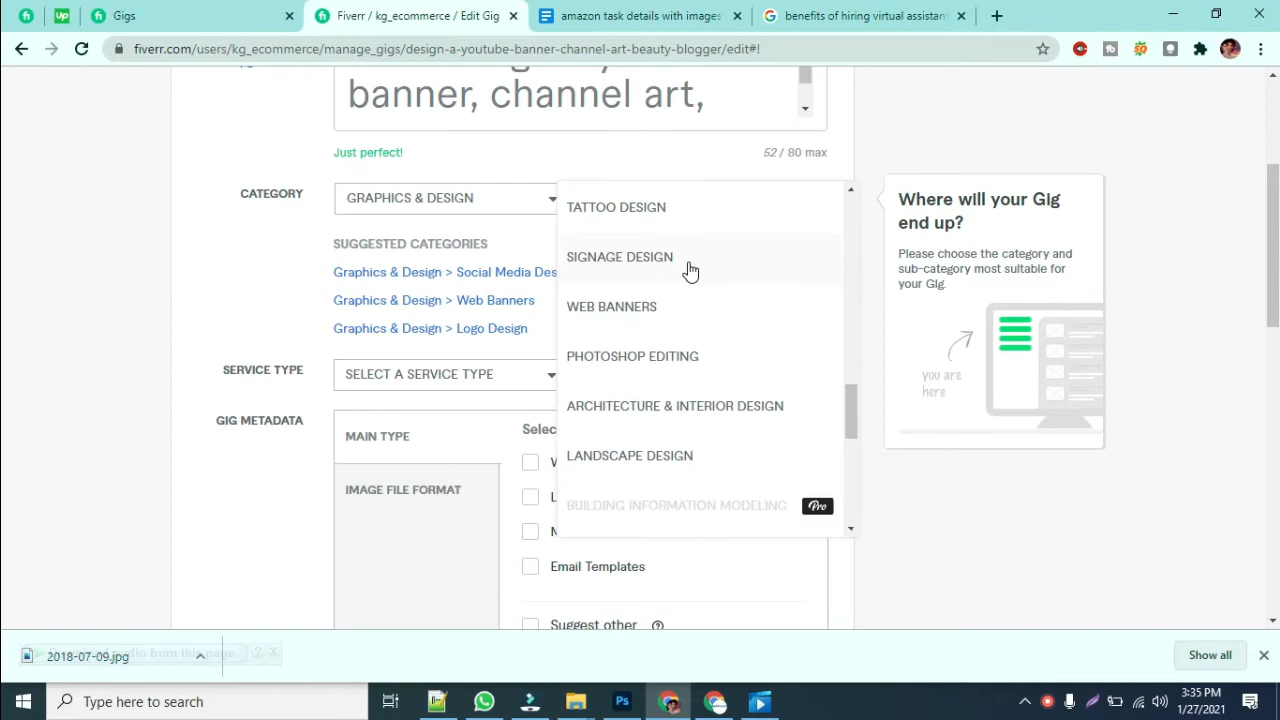 Gigs
Fiverr / kg_ecommerce / Edit Gig
amazon task details with images
benefits of hiring virtual assistan
fiverr.com/users/kg_ecommerce/manage_gigs/design-a-youtube-banner-channel-art-beauty-blogger/edit#!
banner, channel art,
Just perfect!
52 / 80 max
CATEGORY
GRAPHICS & DESIGN
SUGGESTED CATEGORIES
Graphics & Design > Social Media Des
Graphics & Design > Web Banners
Graphics & Design > Logo Design
SERVICE TYPE
SELECT A SERVICE TYPE
GIG METADATA
MAIN TYPE
IMAGE FILE FORMAT
Selec
W
L
N
Email Templates
Suggest other
TATTOO DESIGN
SIGNAGE DESIGN
WEB BANNERS
PHOTOSHOP EDITING
ARCHITECTURE & INTERIOR DESIGN
LANDSCAPE DESIGN
BUILDING INFORMATION MODELING Pro
Where will your Gig
end up?
Please choose the category and
sub-category most suitable for
your Gig.
you are
here
2018-07-09.jpg
Show all
Type here to search
3:35 PM
1/27/2021